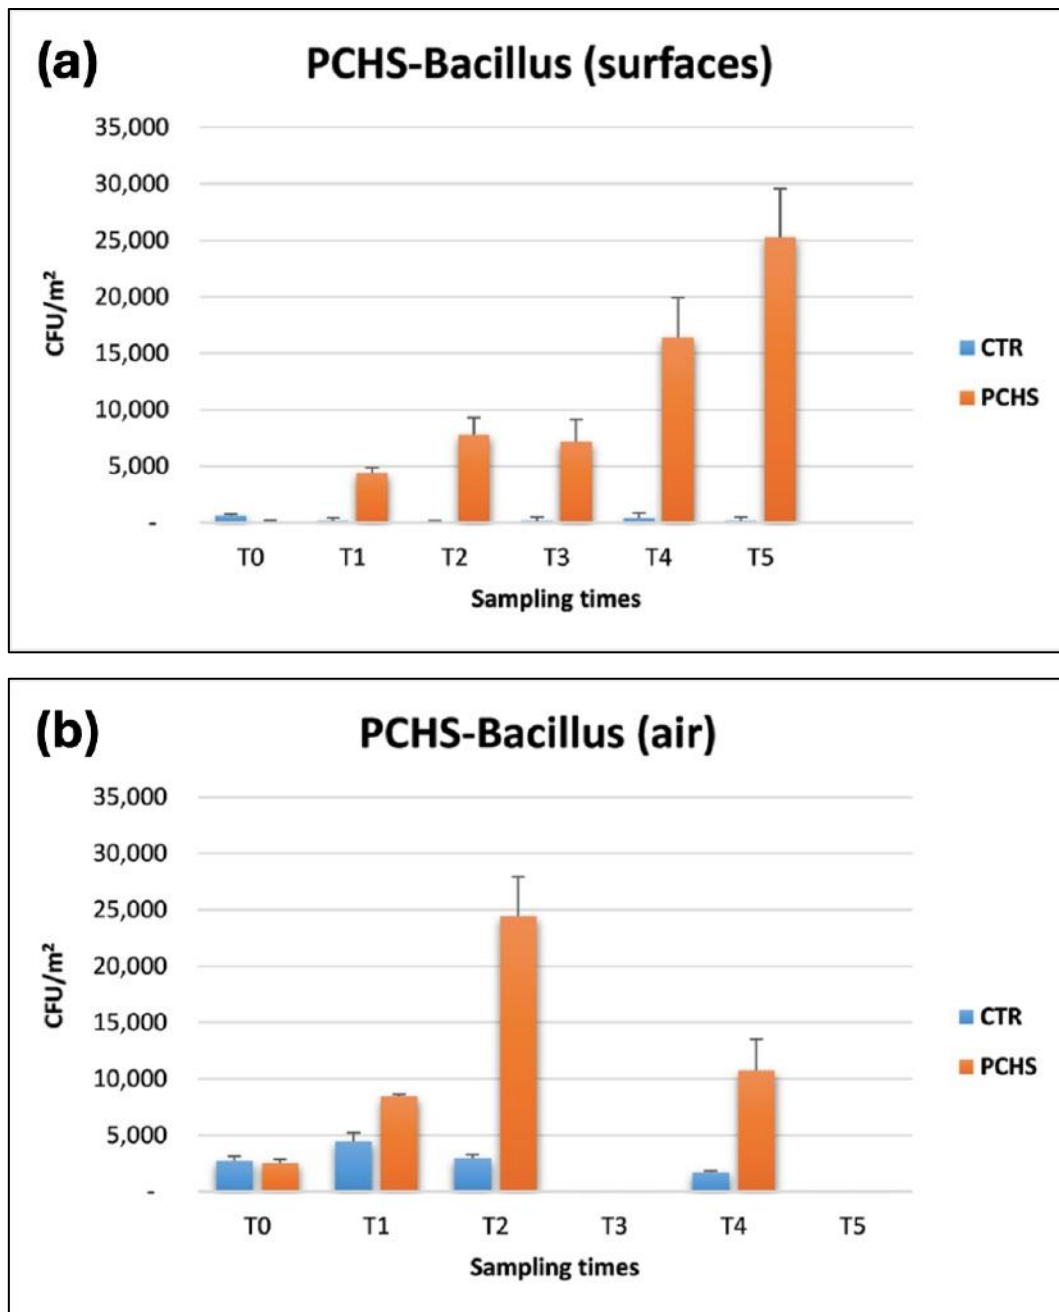 (a) PCHS-Bacillus (surfaces)
35,000
30,000
25,000
20,000
15,000
10,000
5,000
-
CFU/m²
T0 T1 T2 T3 T4 T5
Sampling times
CTR
PCHS
(b) PCHS-Bacillus (air)
35,000
30,000
25,000
20,000
15,000
10,000
5,000
-
CFU/m²
T0 T1 T2 T3 T4 T5
Sampling times
CTR
PCHS